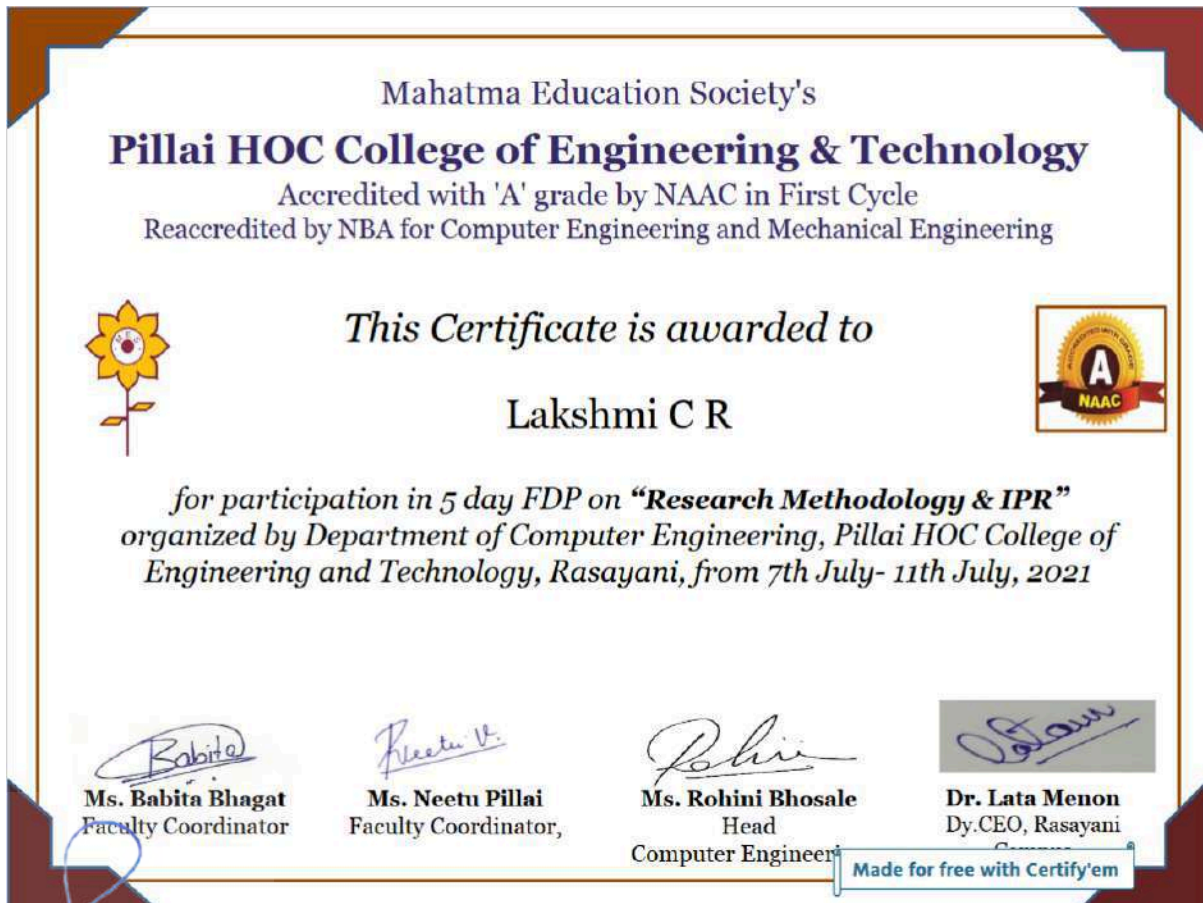 Mahatma Education Society's
Pillai HOC College of Engineering & Technology
Accredited with 'A' grade by NAAC in First Cycle
Reaccredited by NBA for Computer Engineering and Mechanical Engineering
This Certificate is awarded to
M E S
ACCREDITED WITH GRADE
A
NAAC
Lakshmi C R
for participation in 5 day FDP on “Research Methodology & IPR”
organized by Department of Computer Engineering, Pillai HOC College of
Engineering and Technology, Rasayani, from 7th July- 11th July, 2021
Babita
Neetu V.
Rohini
Ms. Babita Bhagat
Faculty Coordinator
Ms. Neetu Pillai
Faculty Coordinator,
Ms. Rohini Bhosale
Head
Computer Engineeri
Dr. Lata Menon
Dy.CEO, Rasayani
Made for free with Certify'em